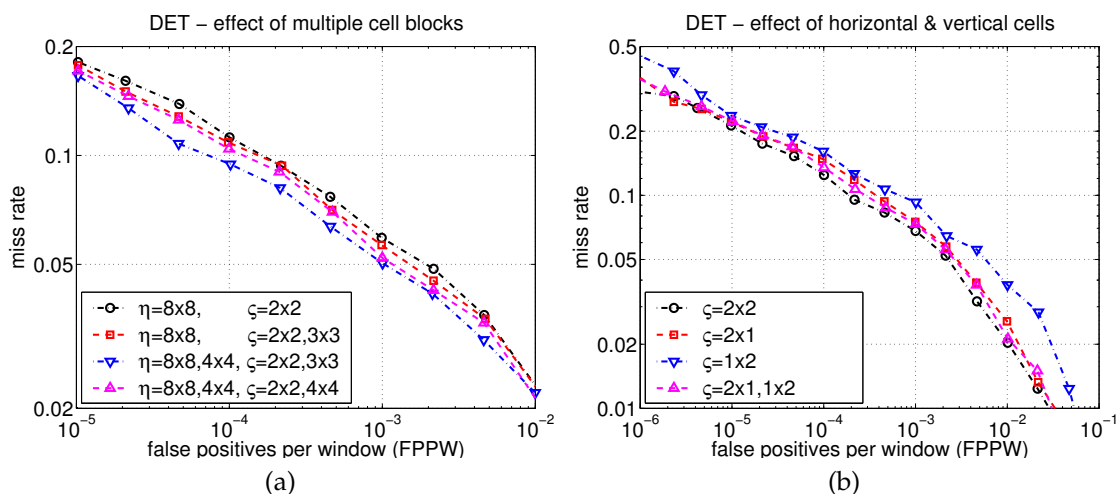 DET – effect of multiple cell blocks
0.2
0.1
0.05
0.02
miss rate
η=8x8, ς=2x2
η=8x8, ς=2x2,3x3
η=8x8,4x4, ς=2x2,3x3
η=8x8,4x4, ς=2x2,4x4
10⁻⁵ 10⁻⁴ 10⁻³ 10⁻²
false positives per window (FPPW)
(a)
DET – effect of horizontal & vertical cells
0.5
0.2
0.1
0.05
0.02
0.01
miss rate
ς=2x2
ς=2x1
ς=1x2
ς=2x1,1x2
10⁻⁶ 10⁻⁵ 10⁻⁴ 10⁻³ 10⁻² 10⁻¹
false positives per window (FPPW)
(b)